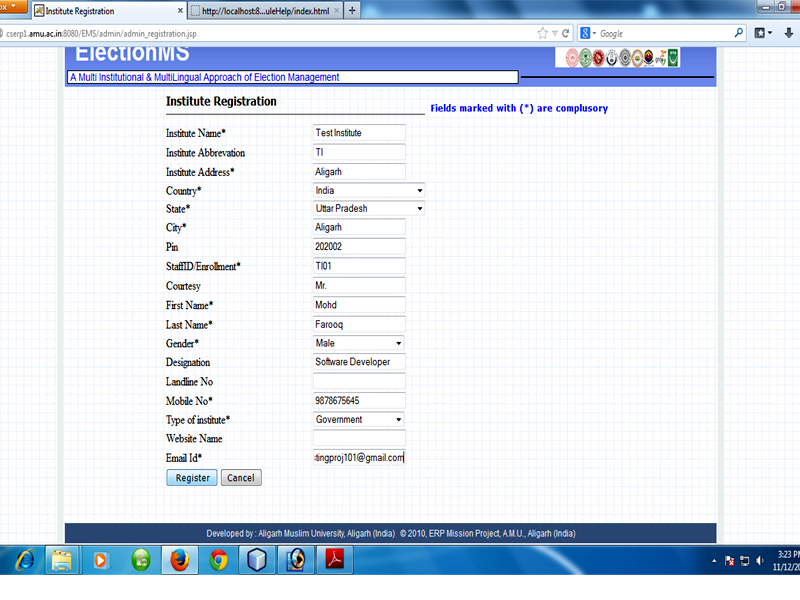 Institute Registration
http://localhost:8...uleHelp/index.html
cserp1.amu.ac.in:8080/EMS/admin/admin_registration.jsp
Google
ElectionMS
A Multi Institutional & MultiLingual Approach of Election Management
Institute Registration
Fields marked with (*) are complusory
Institute Name* Test Institute
Institute Abbrevation TI
Institute Address* Aligarh
Country* India
State* Uttar Pradesh
City* Aligarh
Pin 202002
StaffID/Enrollment* TI01
Courtesy Mr.
First Name* Mohd
Last Name* Farooq
Gender* Male
Designation Software Developer
Landline No
Mobile No* 9878675645
Type of institute* Government
Website Name
Email Id* tingproj101@gmail.com
Register Cancel
Developed by : Aligarh Muslim University, Aligarh (India) © 2010, ERP Mission Project, A.M.U., Aligarh (India)
3:23 PM
11/12/20